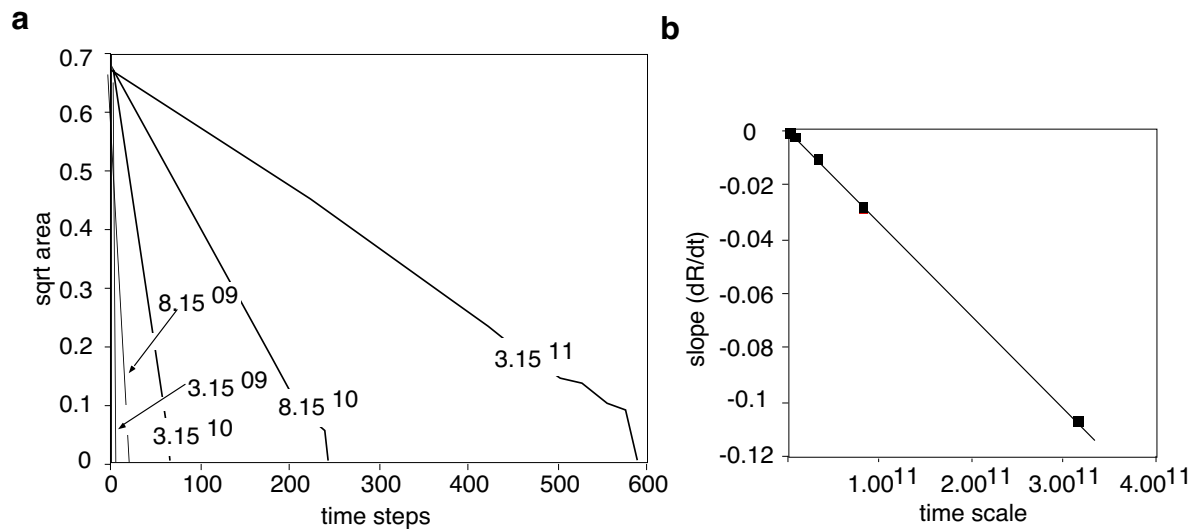 a
0.7
0.6
0.5
0.4
0.3
0.2
0.1
0
sqrt area
8.15 09
3.15 09
3.15 10
8.15 10
3.15 11
0 100 200 300 400 500 600
time steps
b
0
-0.02
-0.04
-0.06
-0.08
-0.1
-0.12
slope (dR/dt)
1.00 11 2.00 11 3.00 11 4.00 11
time scale